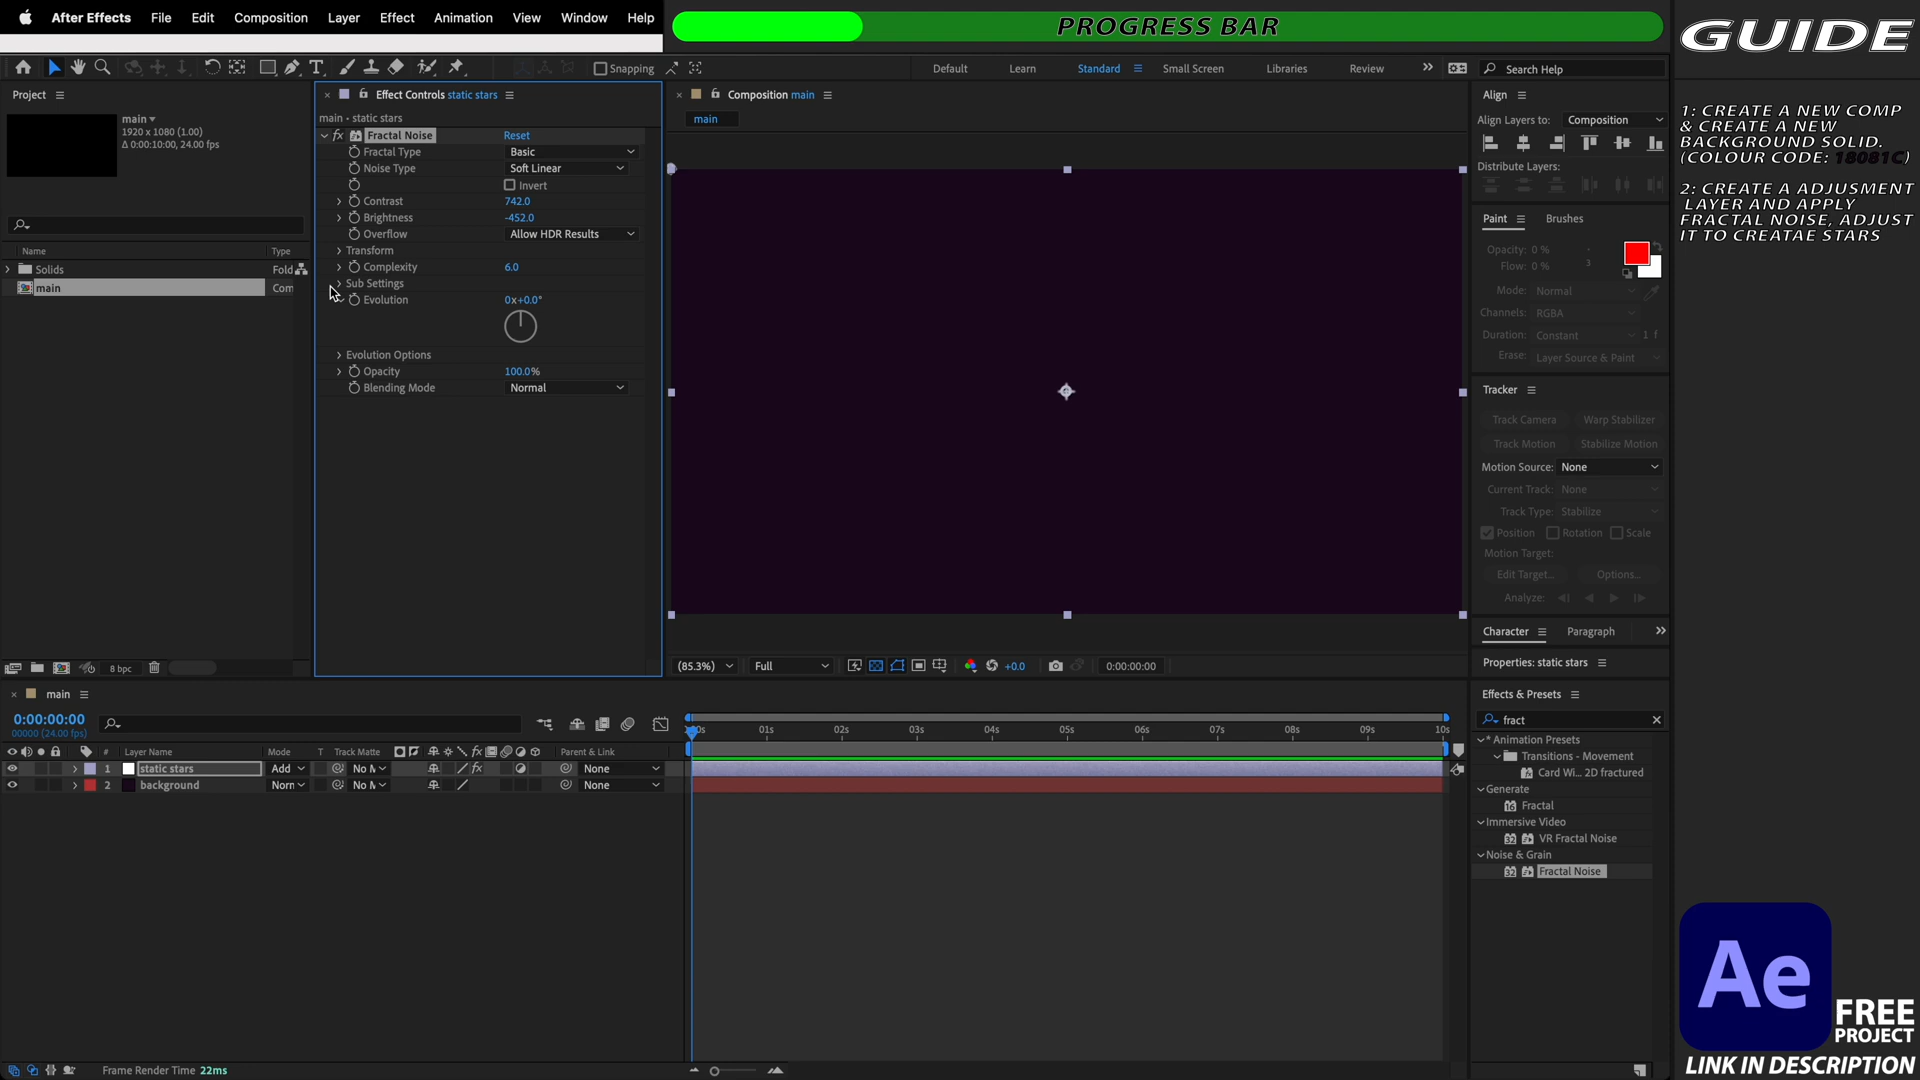 After Effects File Edit Composition Layer Effect Animation View Window Help
PROGRESS BAR
GUIDE
Snapping
Default Learn Standard Small Screen Libraries Review
Search Help
Project
main
1920 x 1080 (1.00)
Δ 0:00:10:00, 24.00 fps
Name Type
Solids Fold
main Com
8 bpc
Effect Controls static stars
main • static stars
fx Fractal Noise Reset
Fractal Type Basic
Noise Type Soft Linear
Invert
Contrast 742.0
Brightness -452.0
Overflow Allow HDR Results
Transform
Complexity 6.0
Sub Settings
Evolution 0x+0.0°
Evolution Options
Opacity 100.0%
Blending Mode Normal
Composition main
main
(85.3%) Full +0.0 0:00:00:00
Align
Align Layers to: Composition
Distribute Layers:
Paint Brushes
Opacity: 0 %
Flow: 0 % 3
Mode: Normal
Channels: RGBA
Duration: Constant 1 f
Erase: Layer Source & Paint
Tracker
Track Camera Warp Stabilizer
Track Motion Stabilize Motion
Motion Source: None
Current Track: None
Track Type: Stabilize
Position Rotation Scale
Motion Target:
Edit Target... Options...
Analyze:
Character Paragraph
Properties: static stars
Effects & Presets
fract
* Animation Presets
Transitions - Movement
Card Wi... 2D fractured
Generate
16 Fractal
Immersive Video
32 VR Fractal Noise
Noise & Grain
32 Fractal Noise
1: CREATE A NEW COMP
& CREATE A NEW
BACKGROUND SOLID.
(COLOUR CODE: 18081C)
2: CREATE A ADJUSMENT
LAYER AND APPLY
FRACTAL NOISE, ADJUST
IT TO CREATAE STARS
main
0:00:00:00
00000 (24.00 fps)
# Layer Name Mode T Track Matte fx Parent & Link
1 static stars Add No M fx None
2 background Norn No M None
00s 01s 02s 03s 04s 05s 06s 07s 08s 09s 10s
Frame Render Time 22ms
Ae
FREE
PROJECT
LINK IN DESCRIPTION